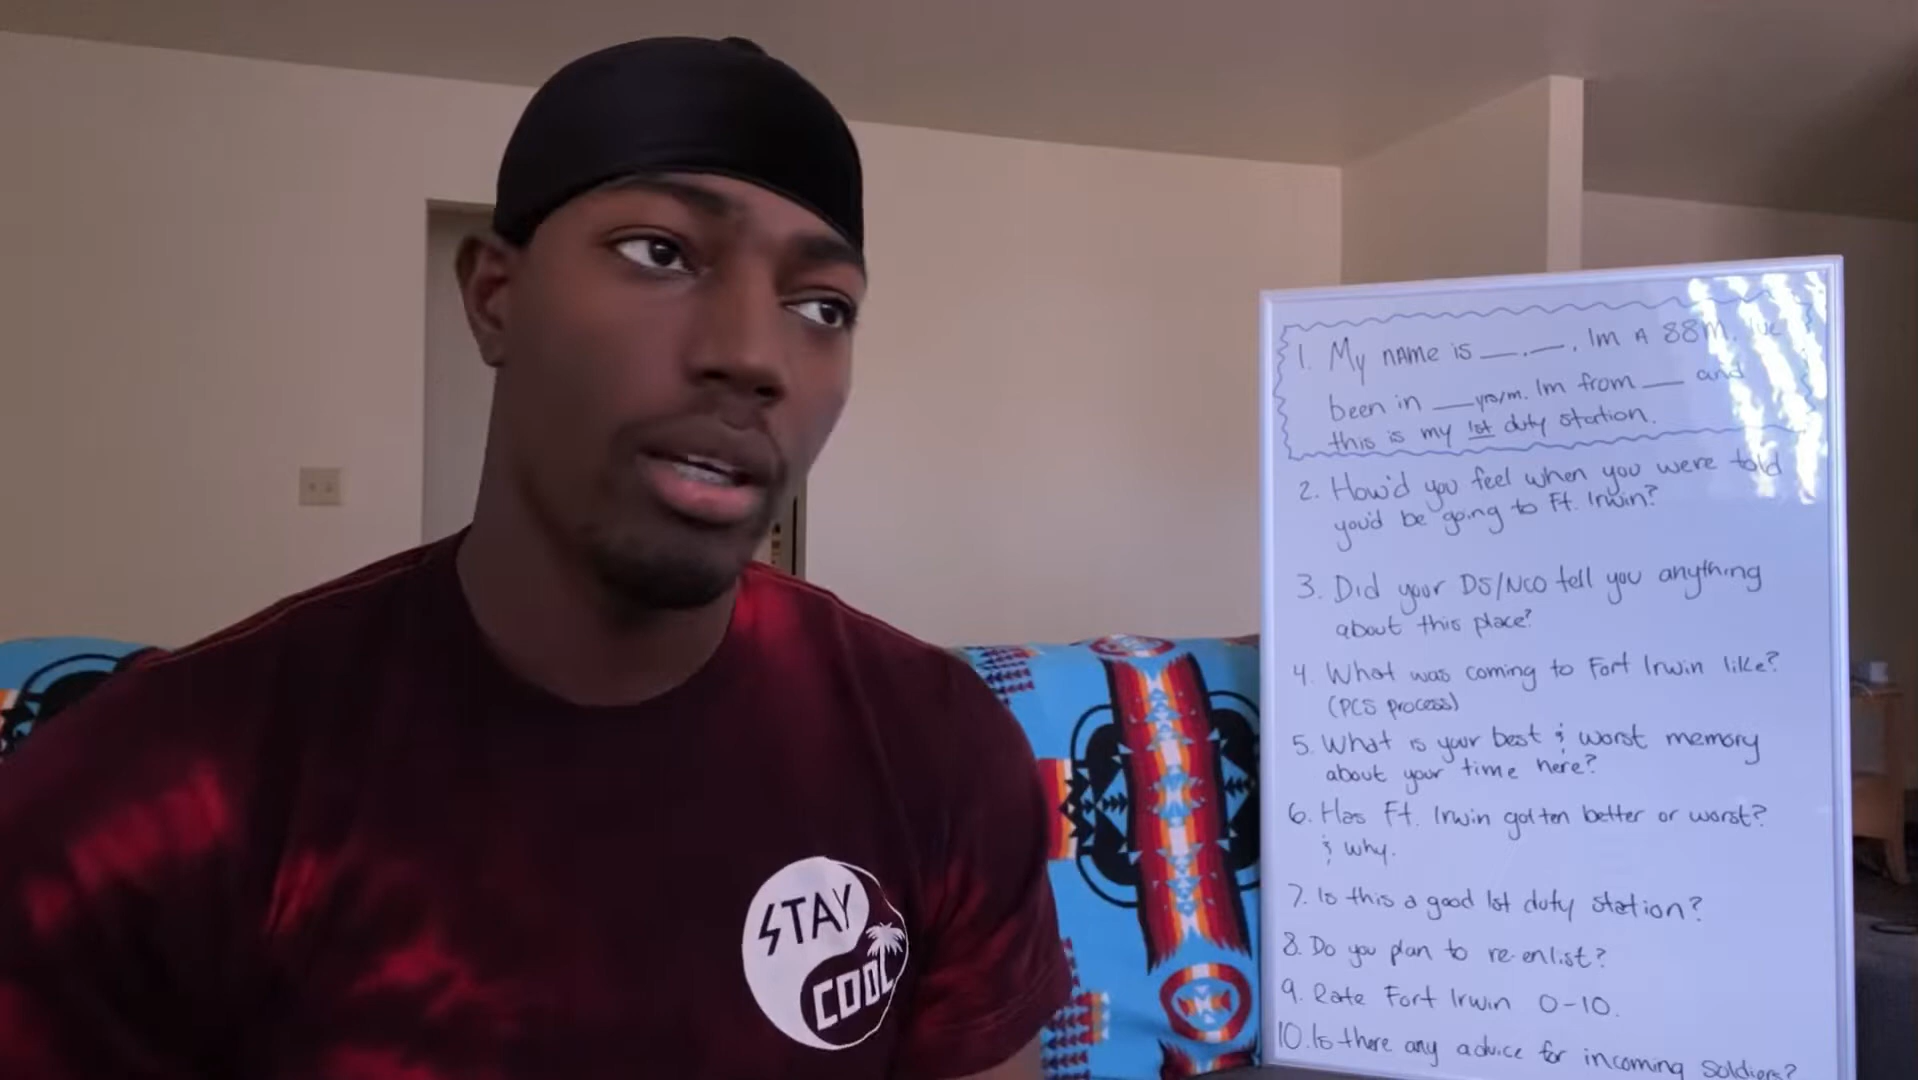 STAY
COOL
1. My name is ___.___. Im A 88M. Ive
been in ___yrs/m. Im from ___ and
this is my 1st duty station.
2. How'd you feel when you were told
you'd be going to Ft. Irwin?
3. Did your DS/NCO tell you anything
about this place?
4. What was coming to Fort Irwin like?
(PCS process)
5. What is your best & worst memory
about your time here?
6. Has Ft. Irwin gotten better or worst?
& why.
7. Is this a good 1st duty station?
8. Do you plan to re-enlist?
9. Rate Fort Irwin 0-10.
10. Is there any advice for incoming Soldiers?